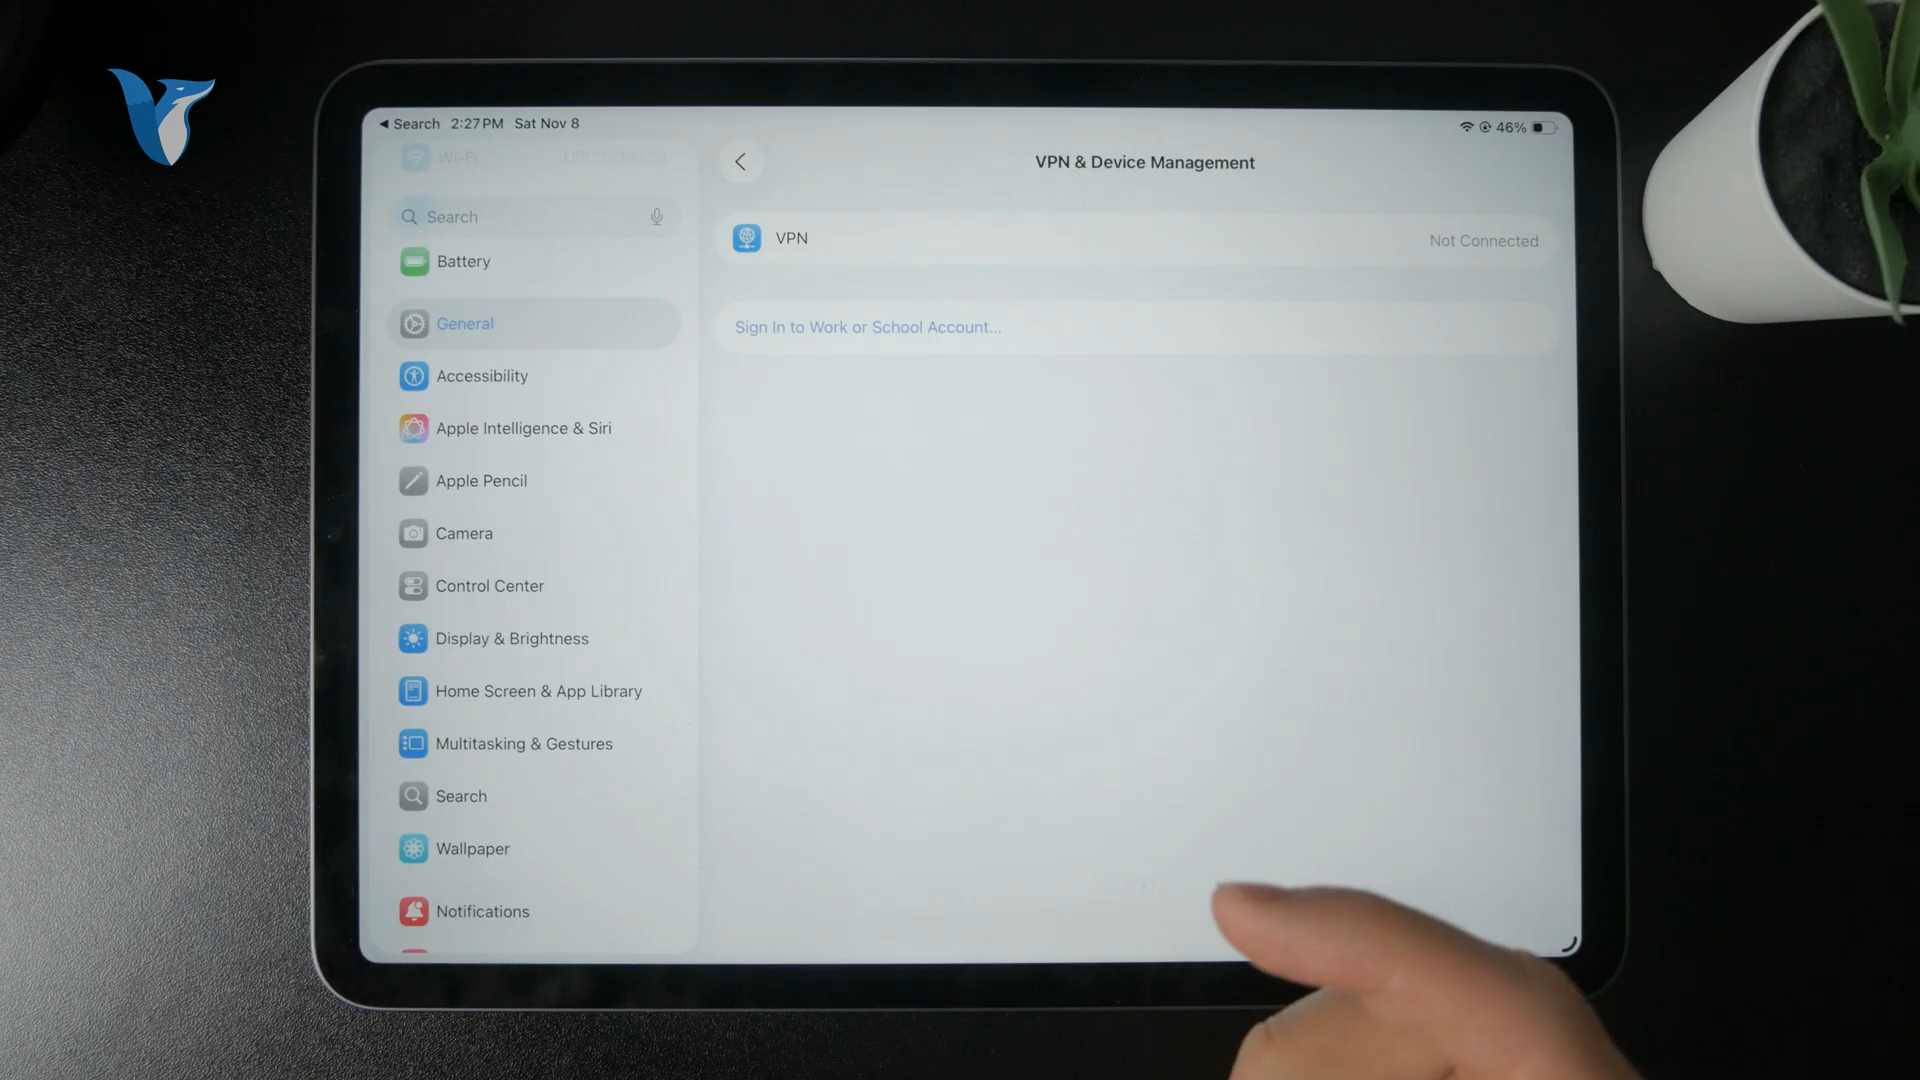 ◀ Search 2:27 PM Sat Nov 8
46%
Wi-Fi
Search
Battery
General
Accessibility
Apple Intelligence & Siri
Apple Pencil
Camera
Control Center
Display & Brightness
Home Screen & App Library
Multitasking & Gestures
Search
Wallpaper
Notifications
VPN & Device Management
VPN
Not Connected
Sign In to Work or School Account...